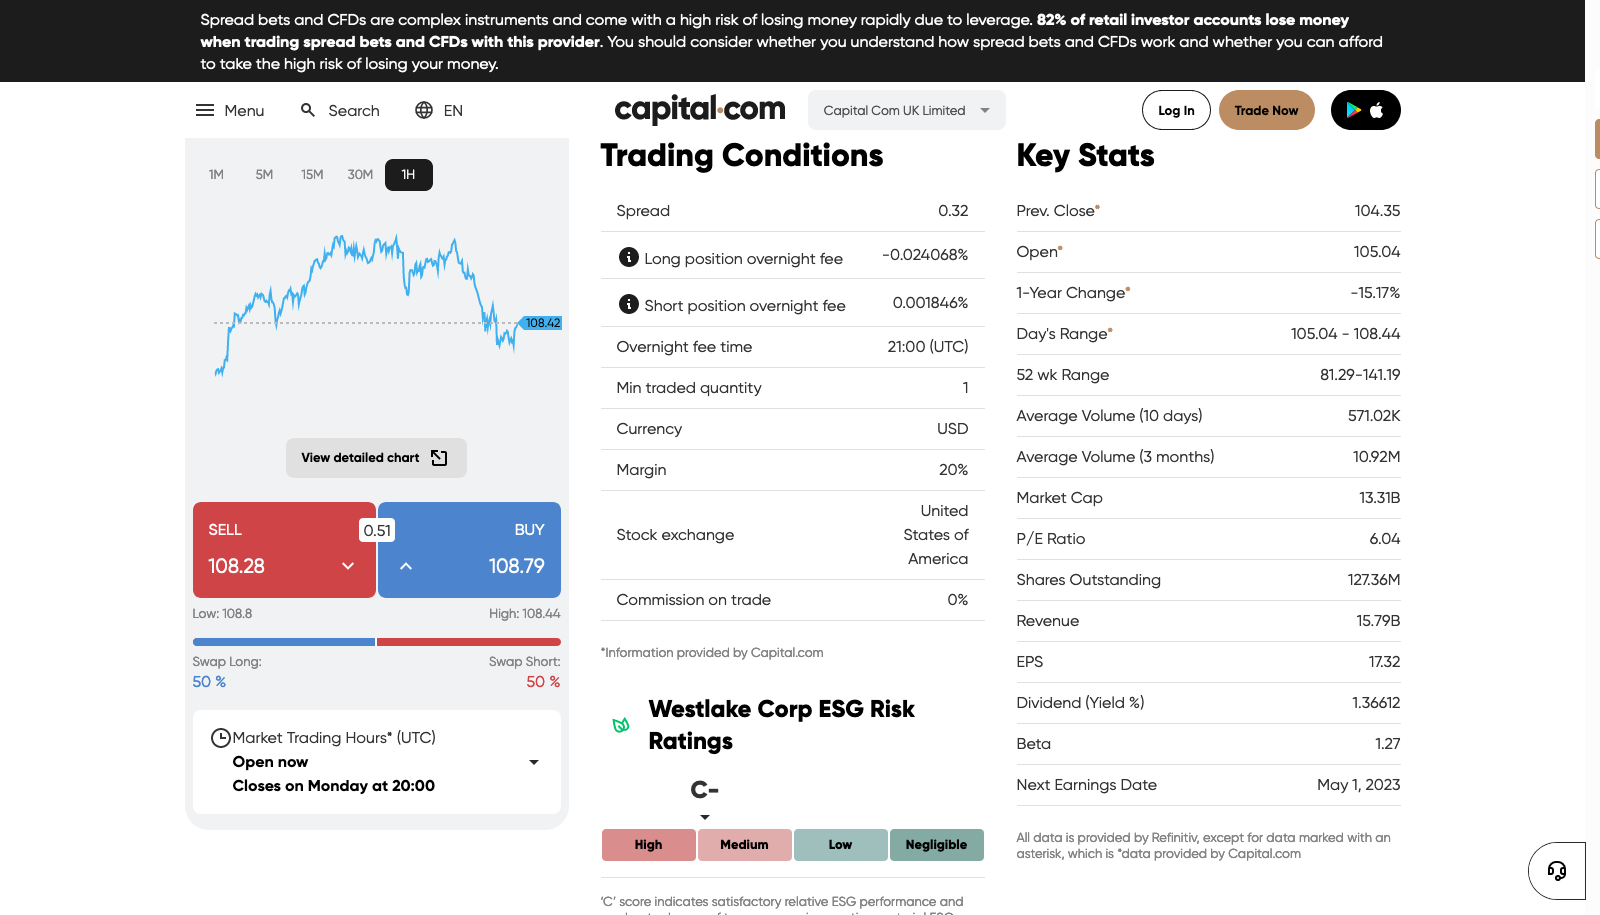 Spread bets and CFDs are complex instruments and come with a high risk of losing money rapidly due to leverage. 82% of retail investor accounts lose money
when trading spread bets and CFDs with this provider. You should consider whether you understand how spread bets and CFDs work and whether you can afford
to take the high risk of losing your money.
Menu
Search
EN
capital.com
Capital Com UK Limited
Log In
Trade Now
1M 5M 15M 30M 1H
108.42
View detailed chart
SELL
0.51
BUY
108.28
108.79
Low: 108.8
High: 108.44
Swap Long:
Swap Short:
50 %
50 %
Market Trading Hours* (UTC)
Open now
Closes on Monday at 20:00
Trading Conditions
Spread 0.32
Long position overnight fee -0.024068%
Short position overnight fee 0.001846%
Overnight fee time 21:00 (UTC)
Min traded quantity 1
Currency USD
Margin 20%
Stock exchange
United
States of
America
Commission on trade 0%
*Information provided by Capital.com
Westlake Corp ESG Risk
Ratings
C-
High Medium Low Negligible
'C' score indicates satisfactory relative ESG performance and
Key Stats
Prev. Close* 104.35
Open* 105.04
1-Year Change* -15.17%
Day's Range* 105.04 - 108.44
52 wk Range 81.29-141.19
Average Volume (10 days) 571.02K
Average Volume (3 months) 10.92M
Market Cap 13.31B
P/E Ratio 6.04
Shares Outstanding 127.36M
Revenue 15.79B
EPS 17.32
Dividend (Yield %) 1.36612
Beta 1.27
Next Earnings Date May 1, 2023
All data is provided by Refinitiv, except for data marked with an
asterisk, which is *data provided by Capital.com